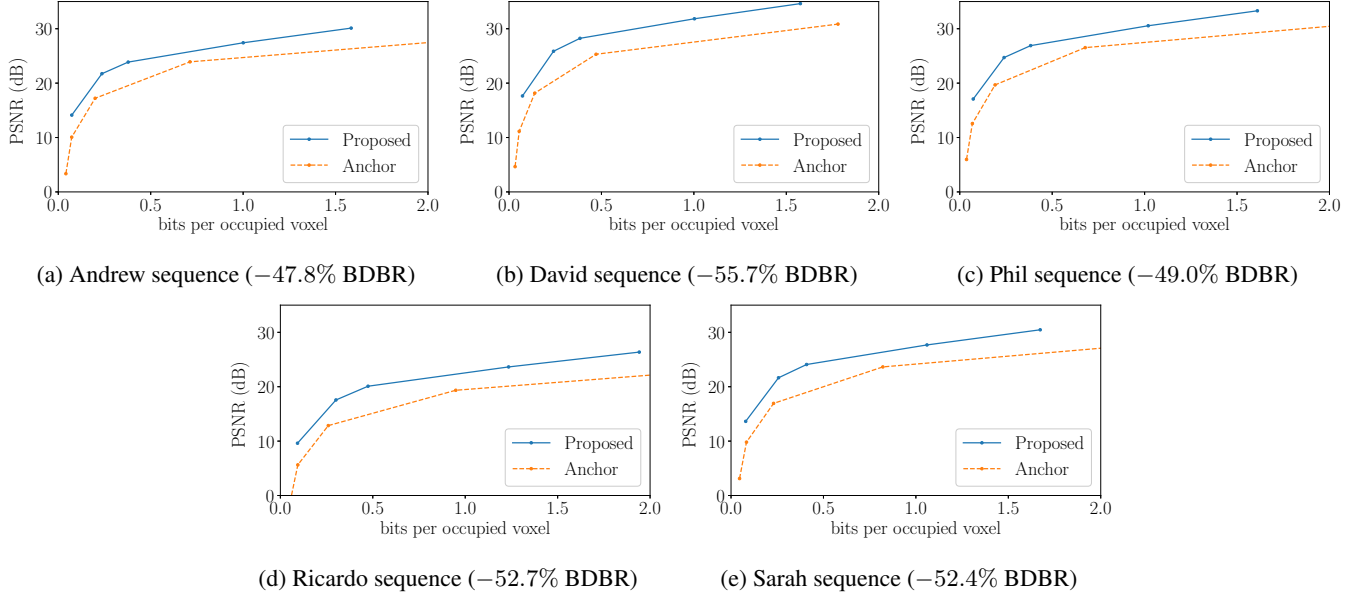 30
20
10
0
PSNR (dB)
0.0 0.5 1.0 1.5 2.0
bits per occupied voxel
Proposed
Anchor
(a) Andrew sequence (−47.8% BDBR)
30
20
10
0
PSNR (dB)
0.0 0.5 1.0 1.5 2.0
bits per occupied voxel
Proposed
Anchor
(b) David sequence (−55.7% BDBR)
30
20
10
0
PSNR (dB)
0.0 0.5 1.0 1.5 2.0
bits per occupied voxel
Proposed
Anchor
(c) Phil sequence (−49.0% BDBR)
30
20
10
0
PSNR (dB)
0.0 0.5 1.0 1.5 2.0
bits per occupied voxel
Proposed
Anchor
(d) Ricardo sequence (−52.7% BDBR)
30
20
10
0
PSNR (dB)
0.0 0.5 1.0 1.5 2.0
bits per occupied voxel
Proposed
Anchor
(e) Sarah sequence (−52.4% BDBR)